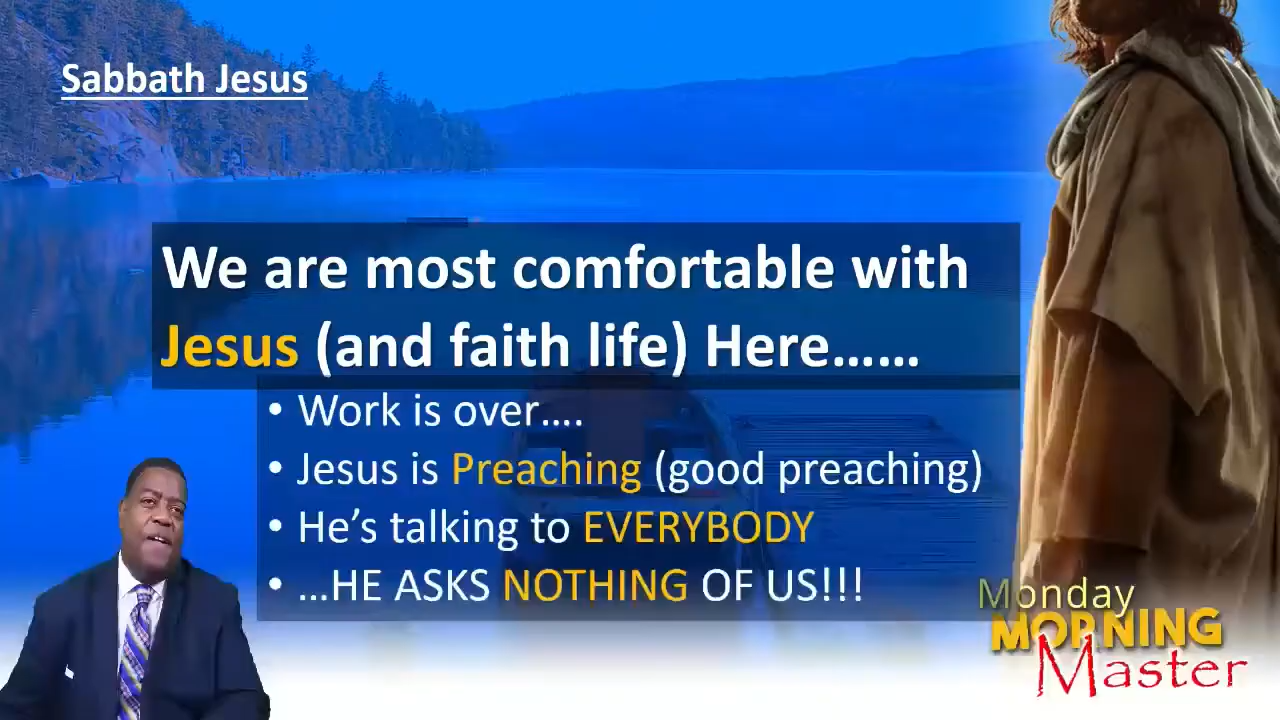 Sabbath Jesus
We are most comfortable with
Jesus (and faith life) Here……
• Work is over….
• Jesus is Preaching (good preaching)
• He’s talking to EVERYBODY
• …HE ASKS NOTHING OF US!!!
Monday
MORNING
Master